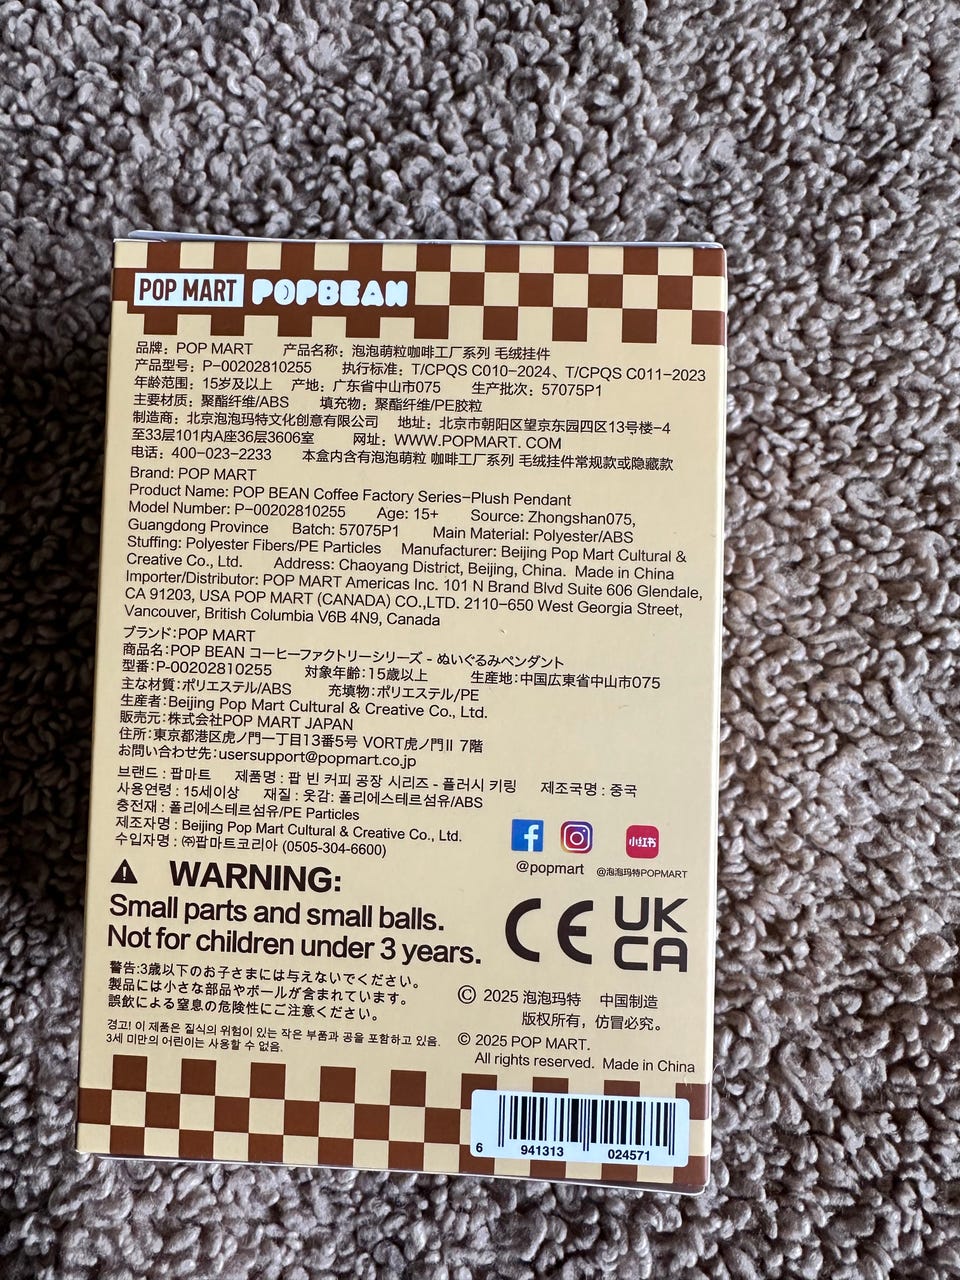 POP MART POPBEAN
品牌：POP MART 产品名称：泡泡萌粒咖啡工厂系列 毛绒挂件
产品型号：P-00202810255 执行标准：T/CPQS C010-2024、T/CPQS C011-2023
年龄范围：15岁及以上 产地：广东省中山市075 生产批次：57075P1
主要材质：聚酯纤维/ABS 填充物：聚酯纤维/PE胶粒
制造商：北京泡泡玛特文化创意有限公司 地址：北京市朝阳区望京东园四区13号楼-4
至33层101内A座36层3606室 网址：WWW.POPMART. COM
电话：400-023-2233 本盒内含有泡泡萌粒 咖啡工厂系列 毛绒挂件常规款或隐藏款
Brand: POP MART
Product Name: POP BEAN Coffee Factory Series-Plush Pendant
Model Number: P-00202810255 Age: 15+ Source: Zhongshan075,
Guangdong Province Batch: 57075P1 Main Material: Polyester/ABS
Stuffing: Polyester Fibers/PE Particles Manufacturer: Beijing Pop Mart Cultural &
Creative Co., Ltd. Address: Chaoyang District, Beijing, China. Made in China
Importer/Distributor: POP MART Americas Inc. 101 N Brand Blvd Suite 606 Glendale,
CA 91203, USA POP MART (CANADA) CO.,LTD. 2110-650 West Georgia Street,
Vancouver, British Columbia V6B 4N9, Canada
ブランド：POP MART
商品名：POP BEAN コーヒーファクトリーシリーズ - ぬいぐるみペンダント
型番：P-00202810255 対象年齢：15歳以上 生産地：中国広東省中山市075
主な材質：ポリエステル/ABS 充填物：ポリエステル/PE
生産者：Beijing Pop Mart Cultural & Creative Co., Ltd.
販売元：株式会社POP MART JAPAN
住所：東京都港区虎ノ門一丁目13番5号 VORT虎ノ門II 7階
お問い合わせ先：usersupport@popmart.co.jp
브랜드 : 팝마트 제품명 : 팝 빈 커피 공장 시리즈 - 플러시 키링 제조국명 : 중국
사용연령 : 15세이상 재질 : 옷감: 폴리에스테르섬유/ABS
충전재 : 폴리에스테르섬유/PE Particles
제조자명 : Beijing Pop Mart Cultural & Creative Co., Ltd.
수입자명 : ㈜팝마트코리아 (0505-304-6600)
小红书
@popmart @泡泡玛特POPMART
WARNING:
Small parts and small balls.
Not for children under 3 years.
CE UK
CA
警告:3歳以下のお子さまには与えないでください。
製品には小さな部品やボールが含まれています。
誤飲による窒息の危険性にご注意ください。
경고! 이 제품은 질식의 위험이 있는 작은 부품과 공을 포함하고 있음.
3세 미만의 어린이는 사용할 수 없음.
© 2025 泡泡玛特 中国制造
版权所有，仿冒必究。
© 2025 POP MART.
All rights reserved. Made in China
6 941313 024571